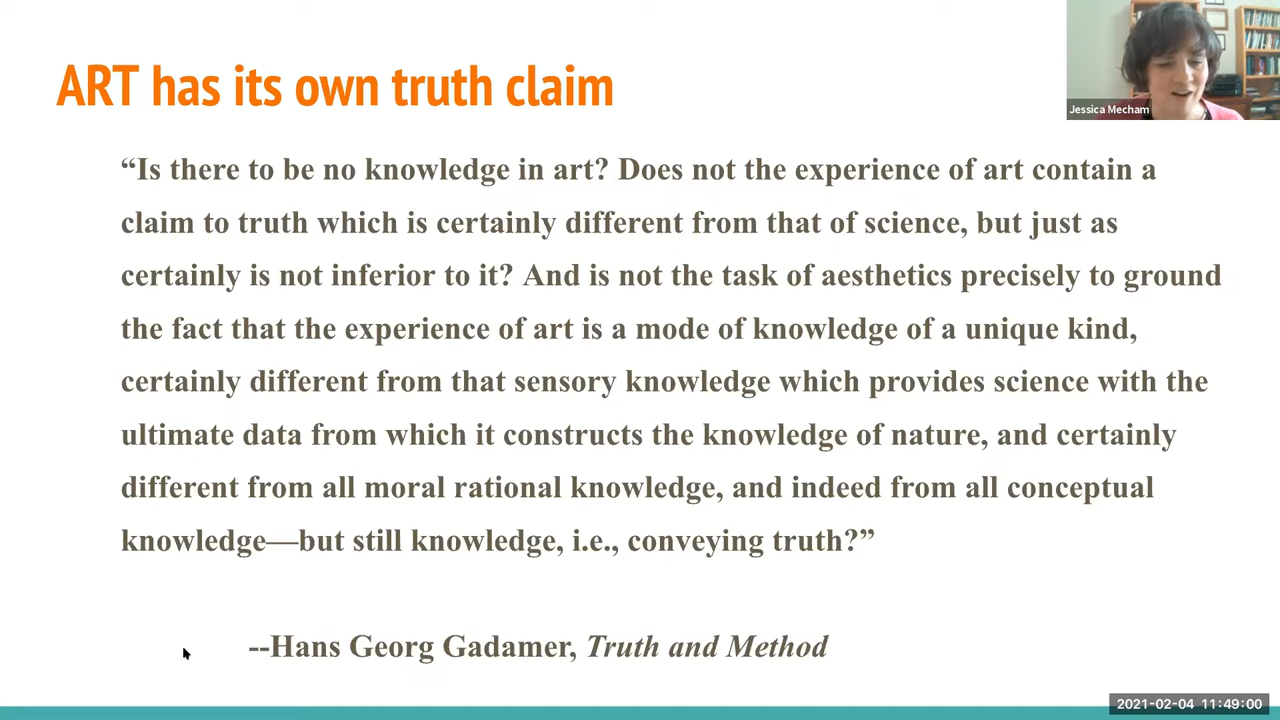 ART has its own truth claim
Jessica Mecham
“Is there to be no knowledge in art? Does not the experience of art contain a
claim to truth which is certainly different from that of science, but just as
certainly is not inferior to it? And is not the task of aesthetics precisely to ground
the fact that the experience of art is a mode of knowledge of a unique kind,
certainly different from that sensory knowledge which provides science with the
ultimate data from which it constructs the knowledge of nature, and certainly
different from all moral rational knowledge, and indeed from all conceptual
knowledge—but still knowledge, i.e., conveying truth?”
--Hans Georg Gadamer, Truth and Method
2021-02-04 11:49:00